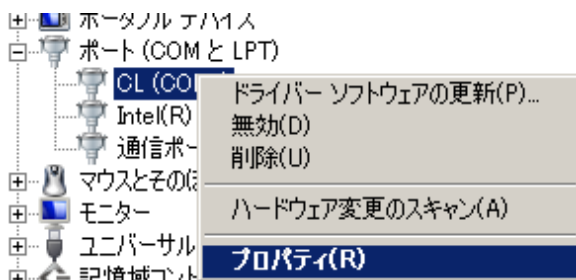 ポータブル デバイス
ポート (COM と LPT)
CL (CO
Intel(R)
通信ポー
マウスとそのほ
モニター
ユニバーサル
記憶域コント
ドライバー ソフトウェアの更新(P)...
無効(D)
削除(U)
ハードウェア変更のスキャン(A)
プロパティ(R)